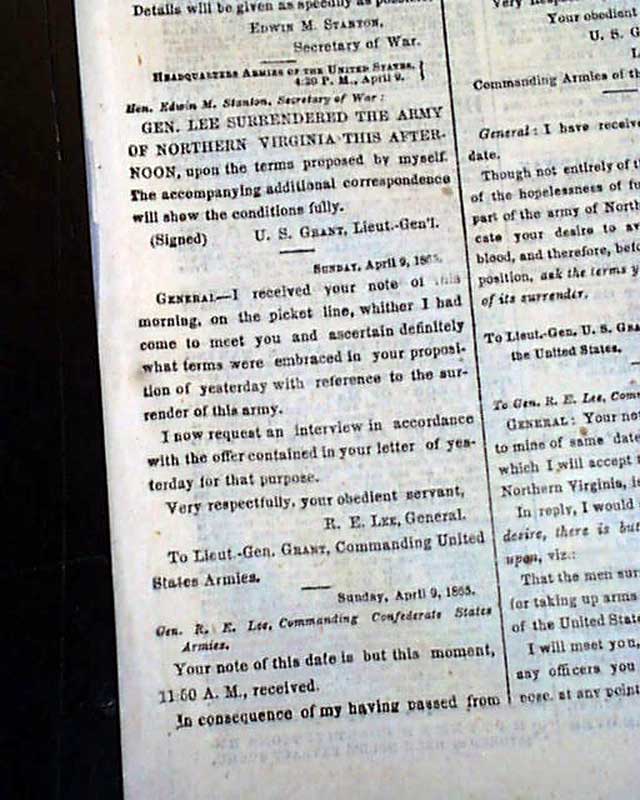 Details will be given as speedily as possible.
EDWIN M. STANTON,
Secretary of War.
HEADQUARTERS ARMIES OF THE UNITED STATES,
4:30 P. M., April 9.
Hon. Edwin M. Stanton, Secretary of War:
GEN. LEE SURRENDERED THE ARMY
OF NORTHERN VIRGINIA THIS AFTER-
NOON, upon the terms proposed by myself.
The accompanying additional correspondence
will show the conditions fully.
(Signed) U. S. GRANT, Lieut.-Gen'l.
SUNDAY, April 9, 1865.
GENERAL—I received your note of this
morning, on the picket line, whither I had
come to meet you and ascertain definitely
what terms were embraced in your proposi-
tion of yesterday with reference to the sur-
render of this army.
I now request an interview in accordance
with the offer contained in your letter of yes-
terday for that purpose.
Very respectfully, your obedient servant,
R. E. LEE, General.
To Lieut.-Gen. GRANT, Commanding United
States Armies.
Sunday, April 9, 1865.
Gen. R. E. Lee, Commanding Confederate States
Armies.
Your note of this date is but this moment,
11:50 A. M., received.
In consequence of my having passed from
Very
Your obedient
U. S.
Commanding Armies of
General: I have
date.
Though not entirely of
of the hopelessness of
part of the army of
cate your desire to
blood, and therefore,
position, ask the terms
of its surrender.
To Lieut.-Gen. U. S.
the United States.
To Gen. R. E. Lee,
GENERAL: Your
to mine of same
which I will accept
Northern Virginia,
In reply, I would
desire, there is but
upon, viz.:
That the men
for taking up arms
of the United
I will meet you,
any officers you
pose, at any point